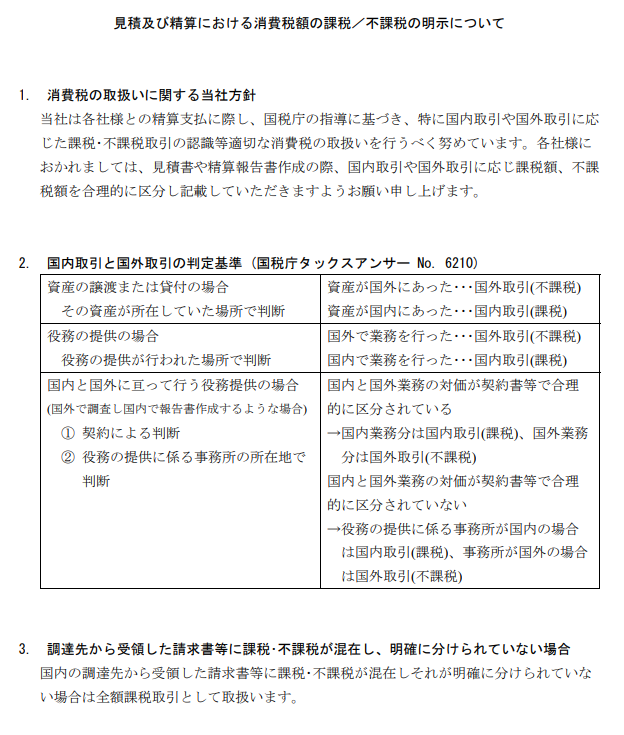 見積及び精算における消費税額の課税／不課税の明示について
1. 消費税の取扱いに関する当社方針
当社は各社様との精算支払に際し、国税庁の指導に基づき、特に国内取引や国外取引に応
じた課税・不課税取引の認識等適切な消費税の取扱いを行うべく努めています。各社様に
おかれましては、見積書や精算報告書作成の際、国内取引や国外取引に応じ課税額、不課
税額を合理的に区分し記載していただきますようお願い申し上げます。
2. 国内取引と国外取引の判定基準 (国税庁タックスアンサー No. 6210)
資産の譲渡または貸付の場合
その資産が所在していた場所で判断
資産が国外にあった･･･国外取引(不課税)
資産が国内にあった･･･国内取引(課税)
役務の提供の場合
役務の提供が行われた場所で判断
国外で業務を行った･･･国外取引(不課税)
国内で業務を行った･･･国内取引(課税)
国内と国外に亘って行う役務提供の場合
(国外で調査し国内で報告書作成するような場合)
① 契約による判断
② 役務の提供に係る事務所の所在地で
判断
国内と国外業務の対価が契約書等で合理
的に区分されている
→国内業務分は国内取引(課税)、国外業務
分は国外取引(不課税)
国内と国外業務の対価が契約書等で合理
的に区分されていない
→役務の提供に係る事務所が国内の場合
は国内取引(課税)、事務所が国外の場合
は国外取引(不課税)
3. 調達先から受領した請求書等に課税･不課税が混在し、明確に分けられていない場合
国内の調達先から受領した請求書等に課税･不課税が混在しそれが明確に分けられていな
い場合は全額課税取引として取扱います。